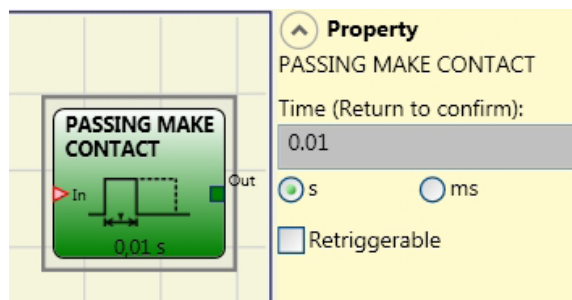 PASSING MAKE
CONTACT
In
Out
T
0,01 s
Property
PASSING MAKE CONTACT
Time (Return to confirm):
0.01
s
ms
Retriggerable